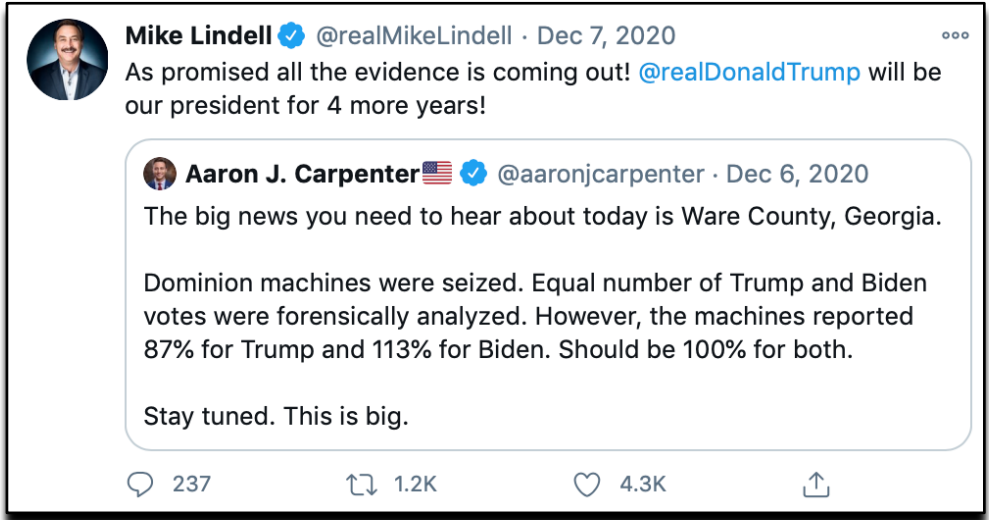 Mike Lindell @realMikeLindell · Dec 7, 2020
As promised all the evidence is coming out! @realDonaldTrump will be
our president for 4 more years!
Aaron J. Carpenter🇺🇸 @aaronjcarpenter · Dec 6, 2020
The big news you need to hear about today is Ware County, Georgia.
Dominion machines were seized. Equal number of Trump and Biden
votes were forensically analyzed. However, the machines reported
87% for Trump and 113% for Biden. Should be 100% for both.
Stay tuned. This is big.
237 1.2K 4.3K